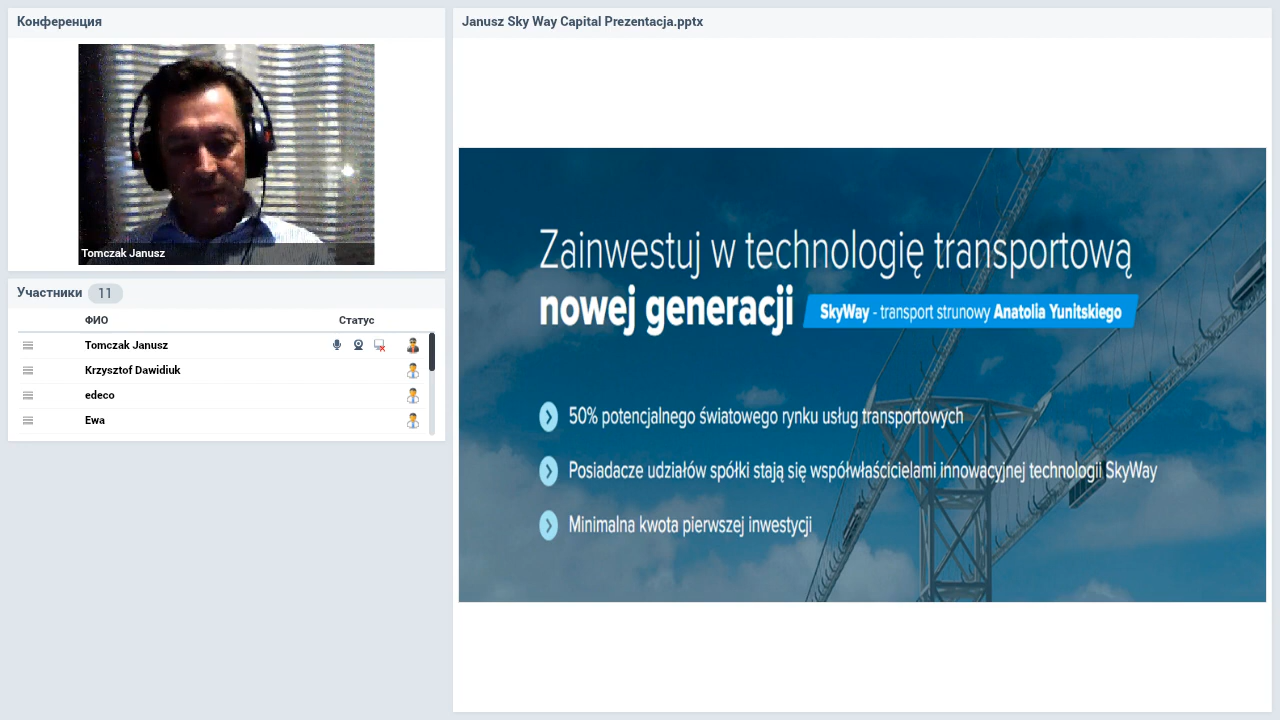 Конференция
Tomczak Janusz
Участники 11
ФИО Статус
Tomczak Janusz
Krzysztof Dawidiuk
edeco
Ewa
Janusz Sky Way Capital Prezentacja.pptx
Zainwestuj w technologię transportową
nowej generacji SkyWay - transport strunowy Anatolia Yunitskiego
50% potencjalnego światowego rynku usług transportowych
Posiadacze udziałów spółki stają się współwłaścicielami innowacyjnej technologii SkyWay
Minimalna kwota pierwszej inwestycji